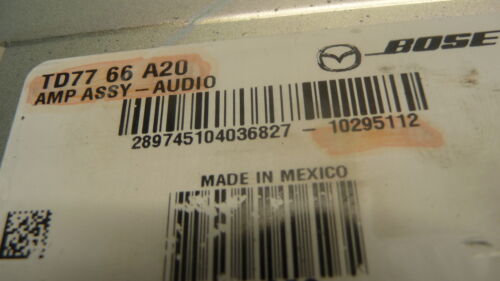 BOSE
TD77 66 A20
AMP ASSY-AUDIO
289745104036827-10295112
MADE IN MEXICO